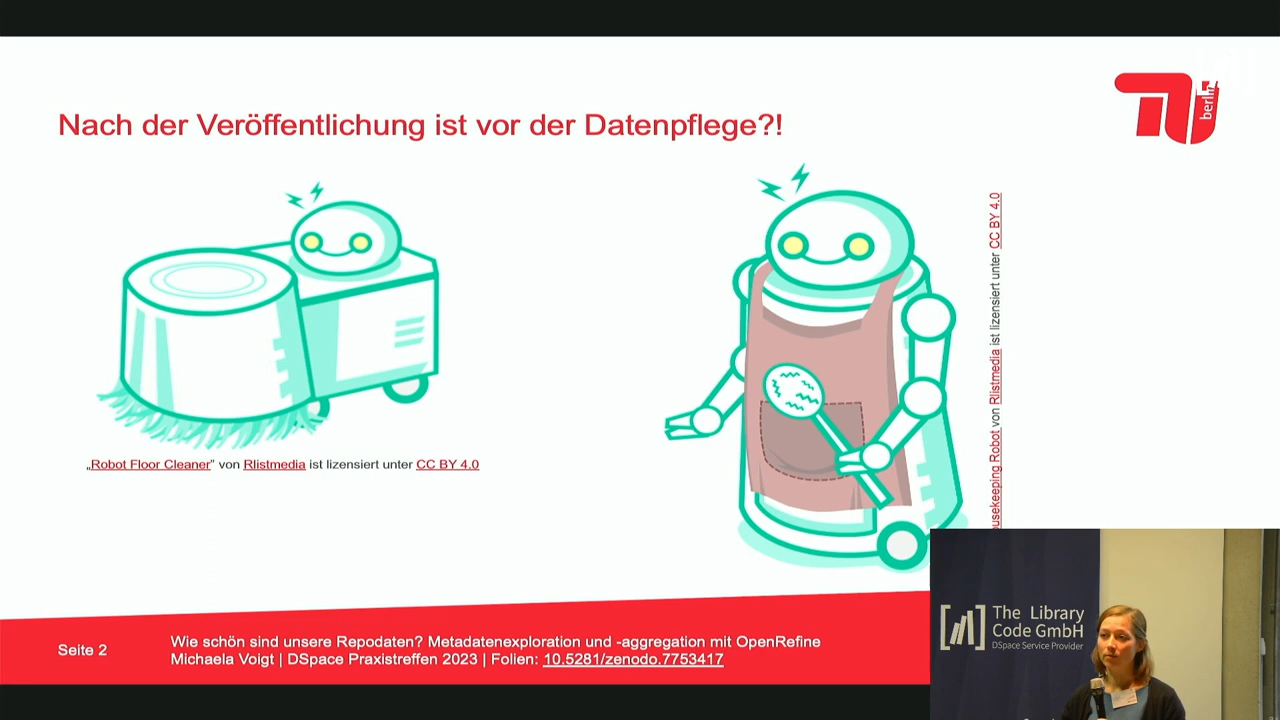 Nach der Veröffentlichung ist vor der Datenpflege?!
berlin
„Robot Floor Cleaner" von Rlistmedia ist lizensiert unter CC BY 4.0
Robot von Rlistmedia ist lizensiert unter CC BY 4.0
Seite 2
Wie schön sind unsere Repodaten? Metadatenexploration und -aggregation mit OpenRefine
Michaela Voigt | DSpace Praxistreffen 2023 | Folien: 10.5281/zenodo.7753417
The Library
Code GmbH
DSpace Service Provider